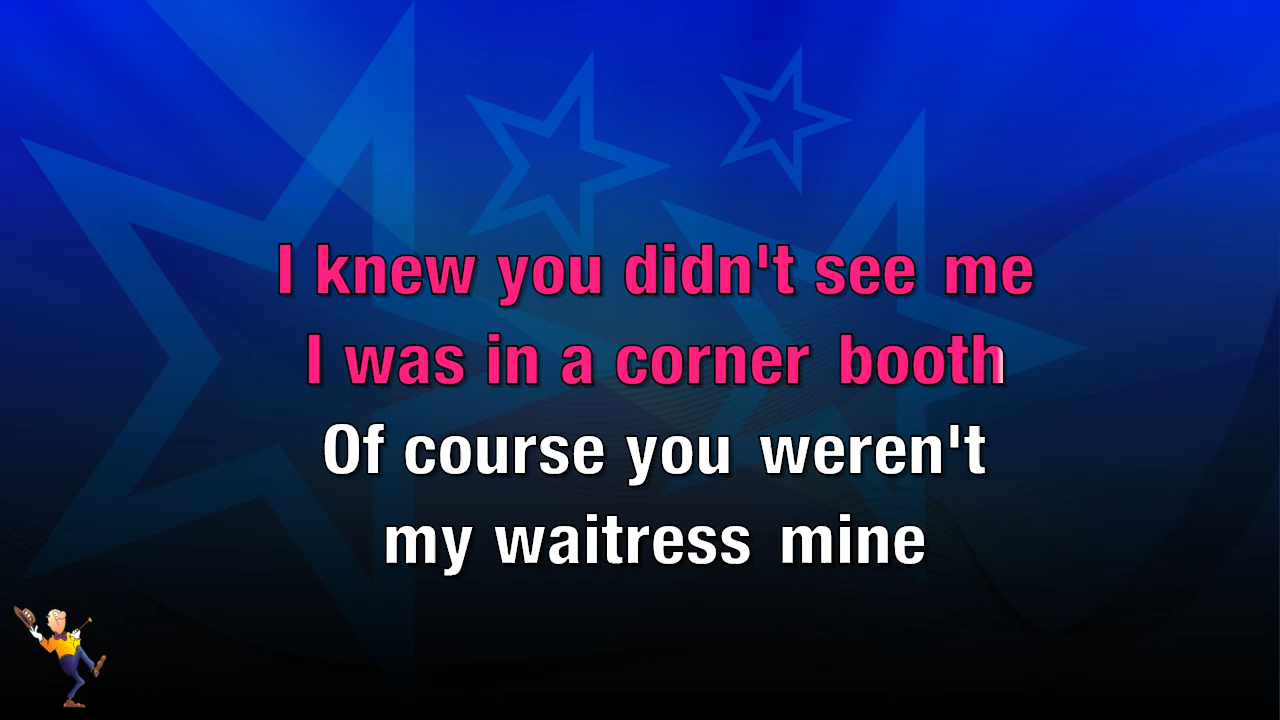 I knew you didn't see me
I was in a corner booth
Of course you weren't
my waitress mine